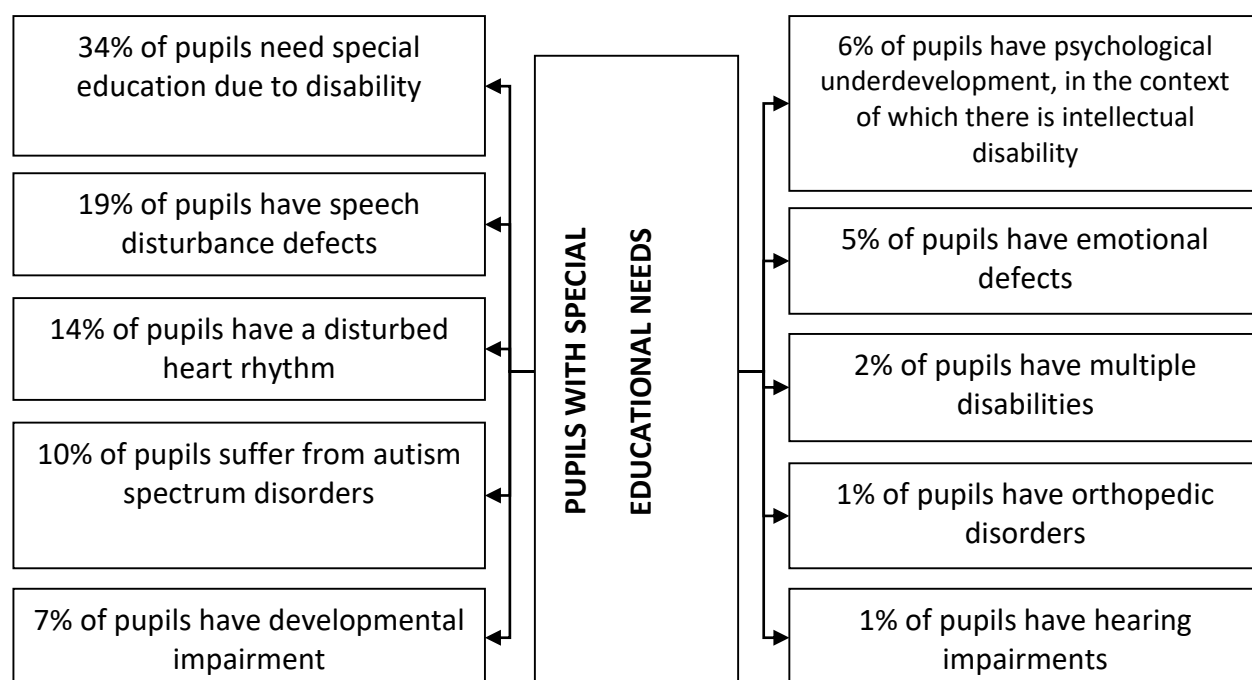 34% of pupils need special
education due to disability
19% of pupils have speech
disturbance defects
14% of pupils have a disturbed
heart rhythm
10% of pupils suffer from autism
spectrum disorders
7% of pupils have developmental
impairment
PUPILS WITH SPECIAL
EDUCATIONAL NEEDS
6% of pupils have psychological
underdevelopment, in the context
of which there is intellectual
disability
5% of pupils have emotional
defects
2% of pupils have multiple
disabilities
1% of pupils have orthopedic
disorders
1% of pupils have hearing
impairments